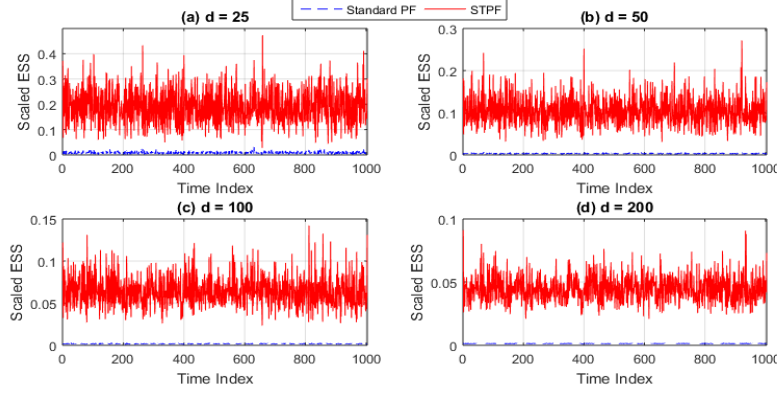 Standard PF STPF
(a) d = 25
Scaled ESS
0.4
0.3
0.2
0.1
0
0 200 400 600 800 1000
Time Index
(b) d = 50
Scaled ESS
0.3
0.2
0.1
0
0 200 400 600 800 1000
Time Index
(c) d = 100
Scaled ESS
0.15
0.1
0.05
0
0 200 400 600 800 1000
Time Index
(d) d = 200
Scaled ESS
0.1
0.05
0
0 200 400 600 800 1000
Time Index